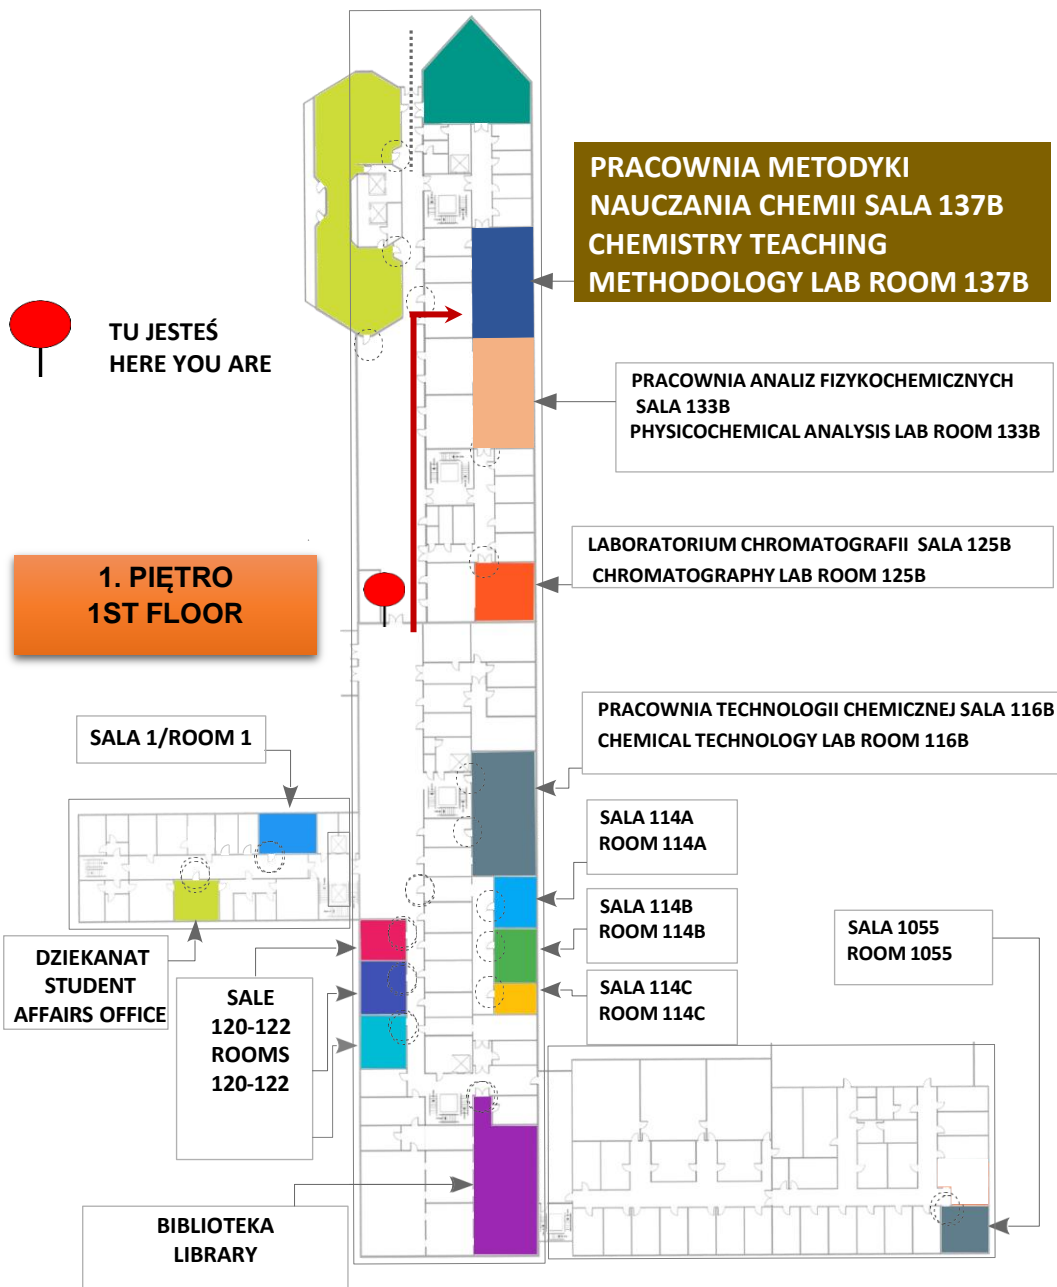 PRACOWNIA METODYKI
NAUCZANIA CHEMII SALA 137B
CHEMISTRY TEACHING
METHODOLOGY LAB ROOM 137B
TU JESTEŚ
HERE YOU ARE
PRACOWNIA ANALIZ FIZYKOCHEMICZNYCH
SALA 133B
PHYSICOCHEMICAL ANALYSIS LAB ROOM 133B
LABORATORIUM CHROMATOGRAFII SALA 125B
CHROMATOGRAPHY LAB ROOM 125B
1. PIĘTRO
1ST FLOOR
PRACOWNIA TECHNOLOGII CHEMICZNEJ SALA 116B
CHEMICAL TECHNOLOGY LAB ROOM 116B
SALA 1/ROOM 1
SALA 114A
ROOM 114A
SALA 114B
ROOM 114B
SALA 114C
ROOM 114C
SALA 1055
ROOM 1055
DZIEKANAT
STUDENT
AFFAIRS OFFICE
SALE
120-122
ROOMS
120-122
BIBLIOTEKA
LIBRARY